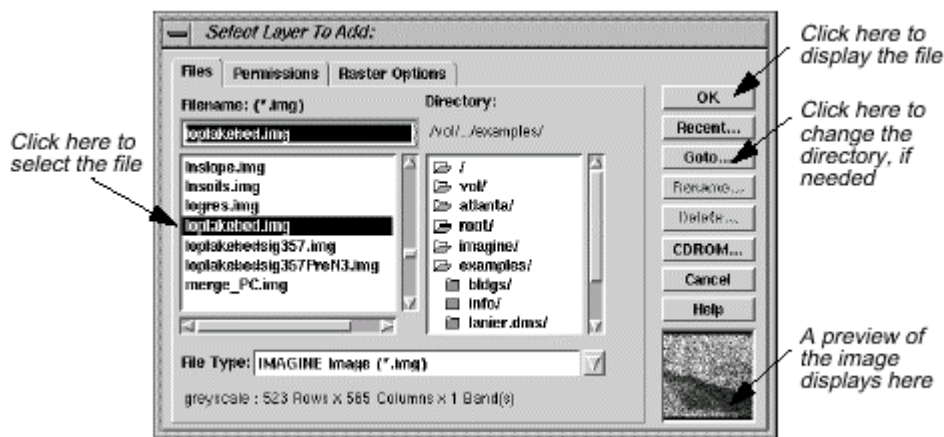 Select Layer To Add:
Files
Permissions
Raster Options
Filename: (*.img)
loplakebed.img
lnslope.img
lnsoils.img
logres.img
loplakebed.img
loplakebedsig357.img
loplakebedsig357PreN3.img
merge_PC.img
Directory:
/vol/.../examples/
/
vol/
atlanta/
root/
imagine/
examples/
bldgs/
info/
lanier.dms/
File Type: IMAGINE Image (*.img)
greyscale : 523 Rows x 565 Columns x 1 Band(s)
OK
Recent...
Goto...
Rename...
Delete...
CDROM...
Cancel
Help
Click here to
select the file
Click here to
display the file
Click here to
change the
directory, if
needed
A preview of
the image
displays here